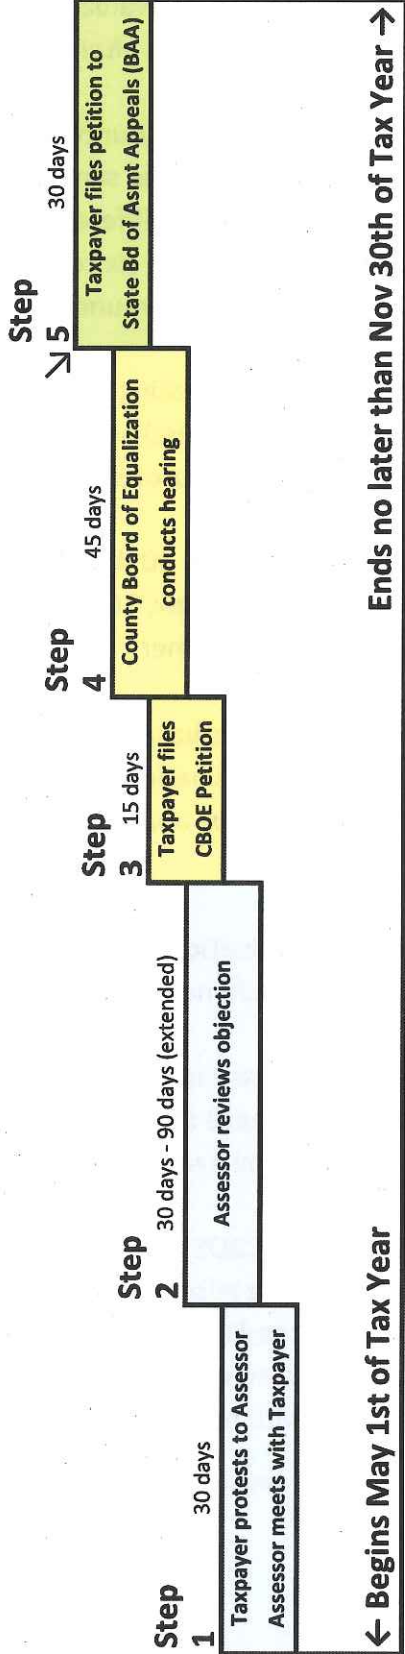 Step
1
30 days
Taxpayer protests to Assessor
Assessor meets with Taxpayer
Step
2
30 days - 90 days (extended)
Assessor reviews objection
Step
3
15 days
Taxpayer files
CBOE Petition
Step
4
45 days
County Board of Equalization
conducts hearing
Step
5
30 days
Taxpayer files petition to
State Bd of Asmt Appeals (BAA)
← Begins May 1st of Tax Year
Ends no later than Nov 30th of Tax Year →